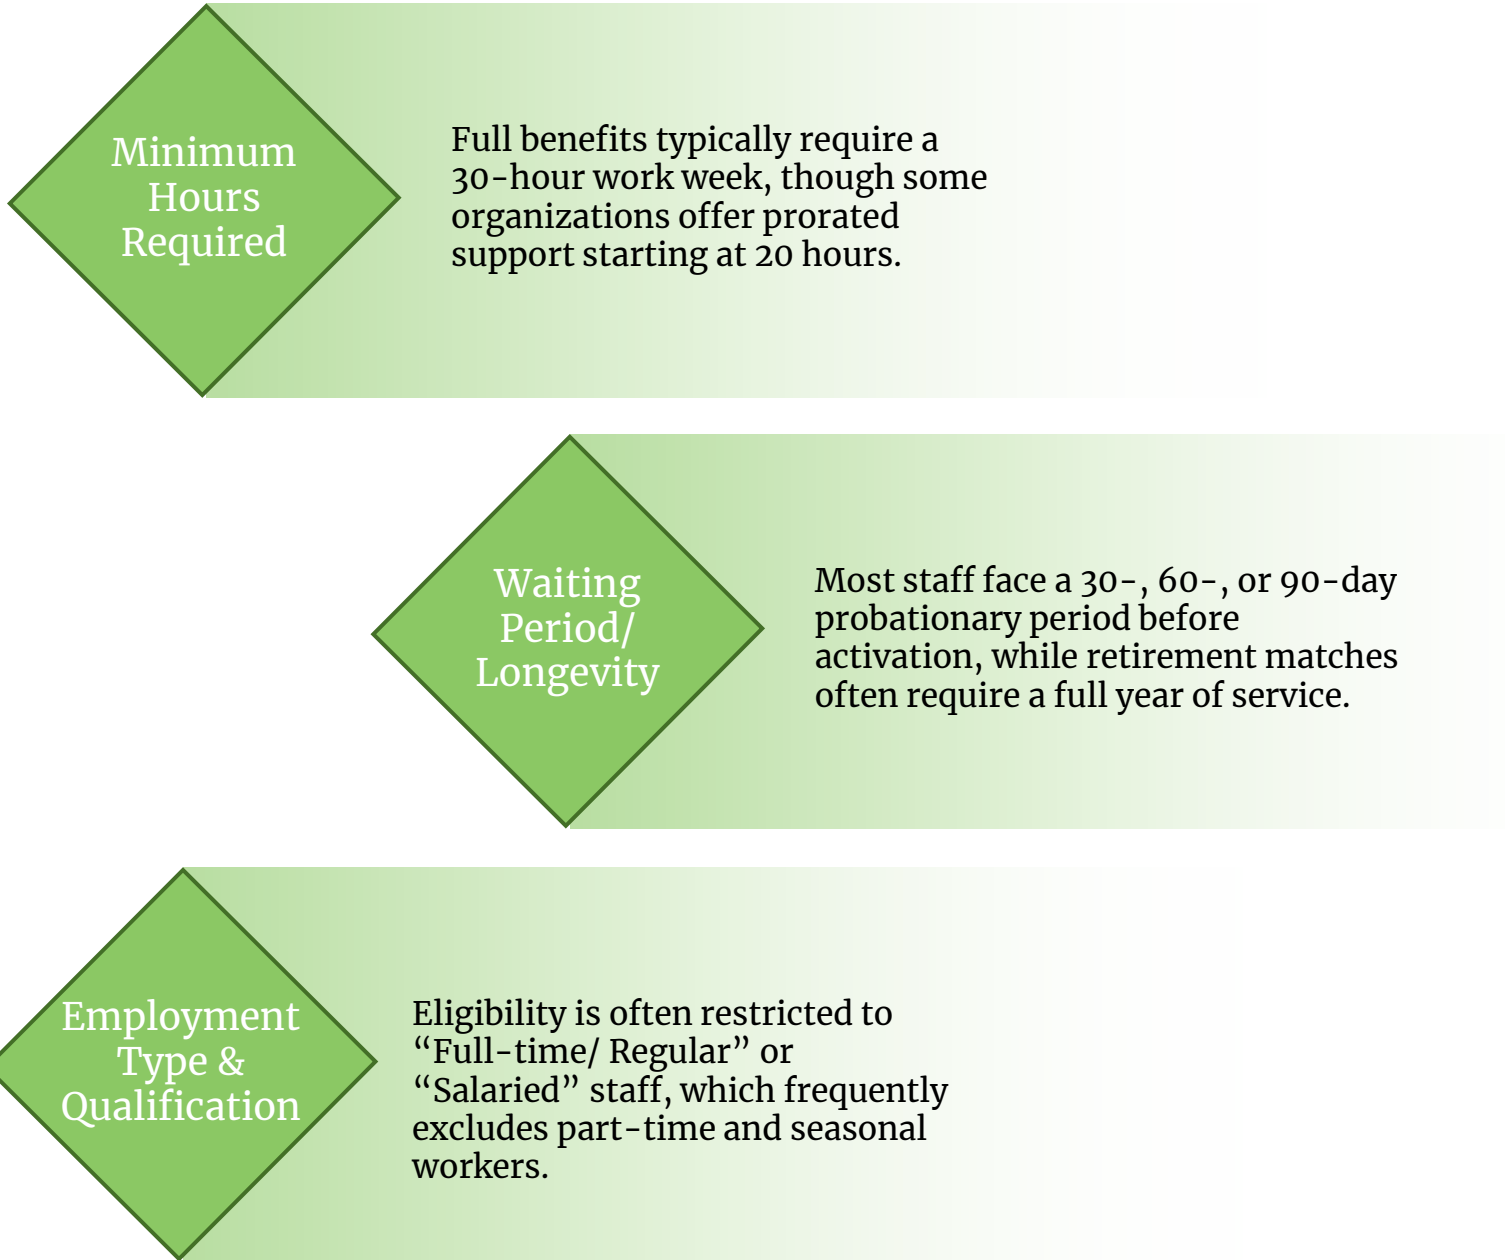 Minimum
Hours
Required
Full benefits typically require a
30-hour work week, though some
organizations offer prorated
support starting at 20 hours.
Waiting
Period/
Longevity
Most staff face a 30-, 60-, or 90-day
probationary period before
activation, while retirement matches
often require a full year of service.
Employment
Type &
Qualification
Eligibility is often restricted to
“Full-time/ Regular” or
“Salaried” staff, which frequently
excludes part-time and seasonal
workers.